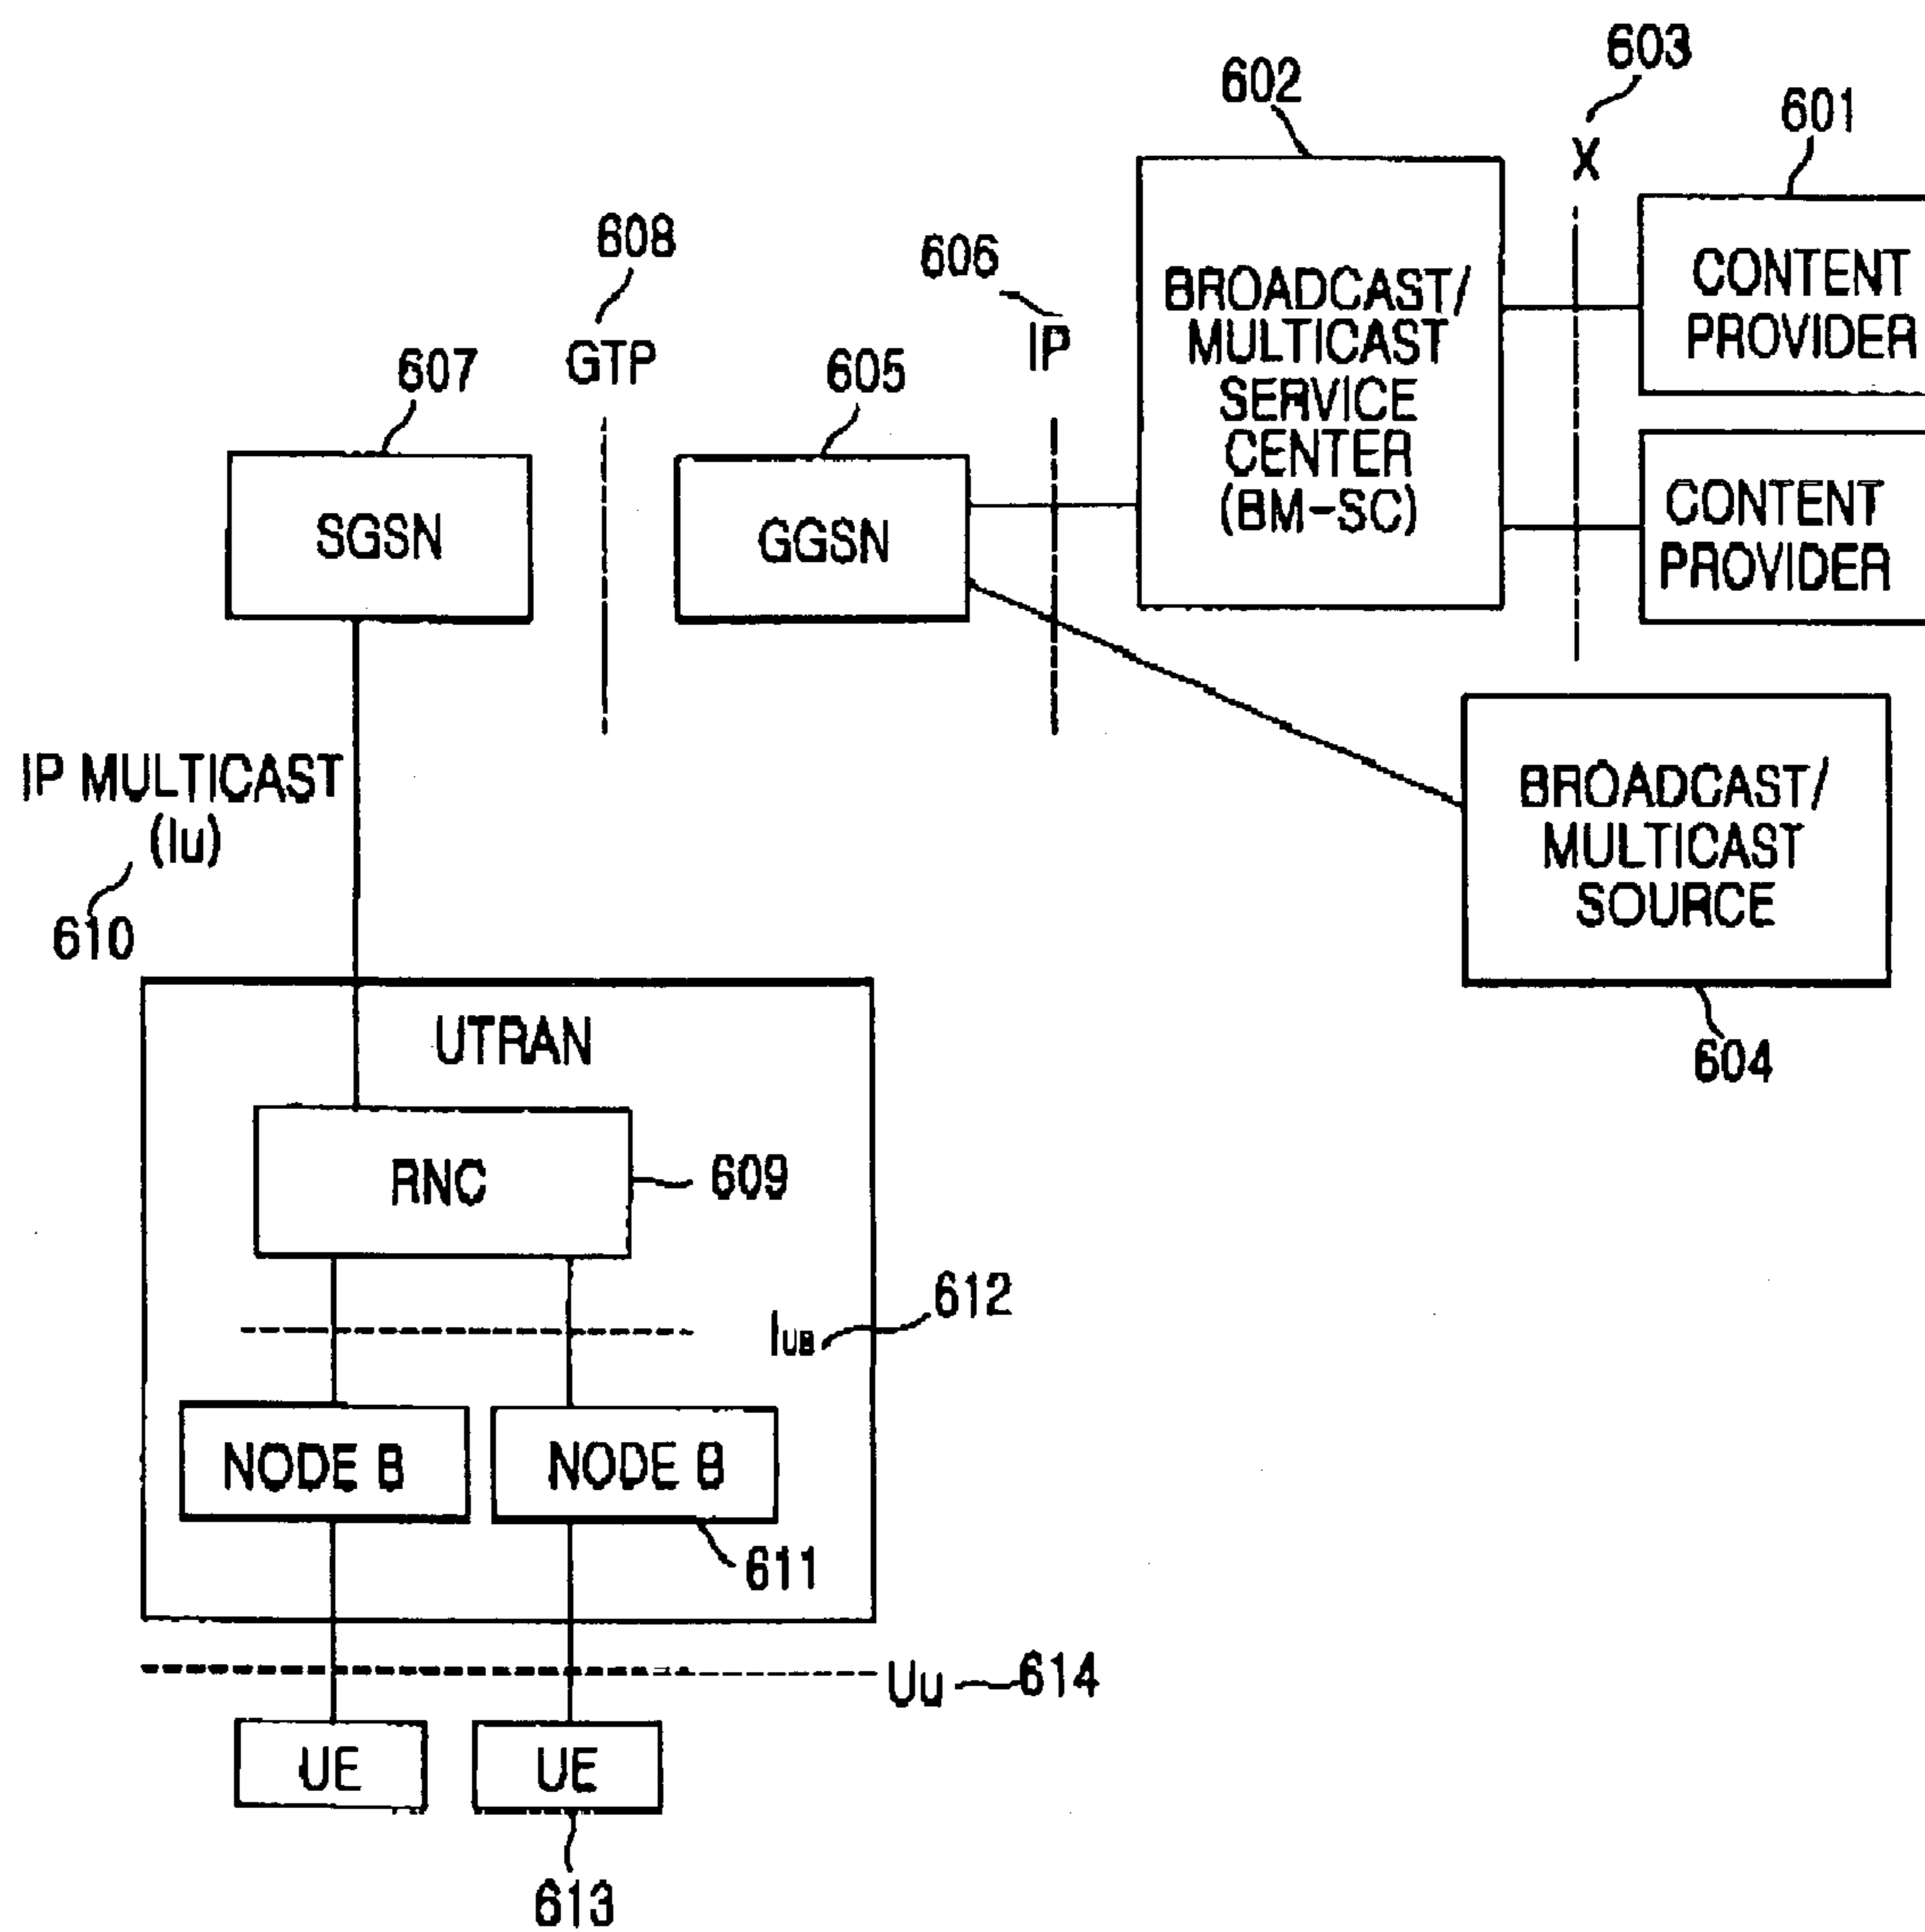 603
602
601
X
608
606
CONTENT
PROVIDER
BROADCAST/
MULTICAST
SERVICE
CENTER
(BM-SC)
IP
GTP
607
605
CONTENT
PROVIDER
SGSN
GGSN
IP MULTICAST
(Iu)
610
BROADCAST/
MULTICAST
SOURCE
604
UTRAN
RNC
609
612
IuB
NODE B
NODE B
611
Uu
614
UE
UE
613